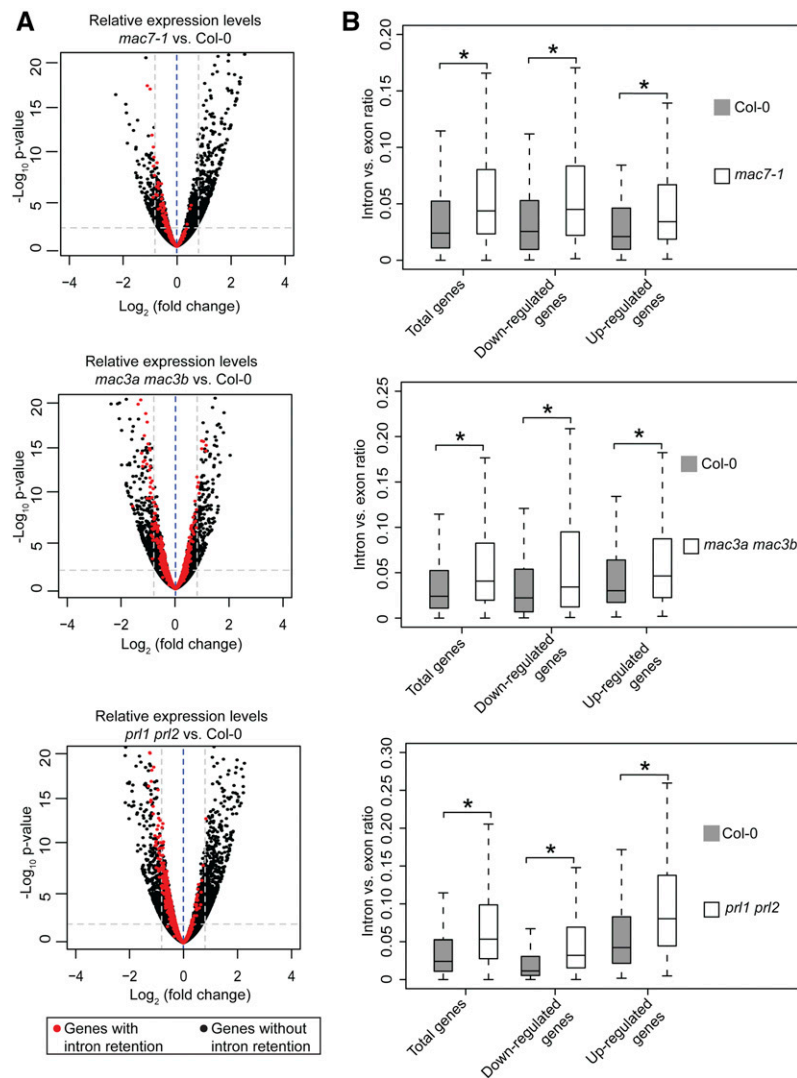 A
Relative expression levels
mac7-1 vs. Col-0
-Log10 p-value
20
15
10
5
0
−4
−2
0
2
4
Log2 (fold change)
Relative expression levels
mac3a mac3b vs. Col-0
-Log10 p-value
20
15
10
5
0
−4
−2
0
2
4
Log2 (fold change)
Relative expression levels
prl1 prl2 vs. Col-0
-Log10 p-value
20
15
10
5
0
−4
−2
0
2
4
Log2 (fold change)
Genes with
intron retention
Genes without
intron retention
B
Intron vs. exon ratio
0.20
0.15
0.10
0.05
0
*
*
*
Col-0
mac7-1
Total genes
Down-regulated
genes
Up-regulated
genes
Intron vs. exon ratio
0.25
0.20
0.15
0.10
0.05
0
*
*
*
Col-0
mac3a mac3b
Total genes
Down-regulated
genes
Up-regulated
genes
Intron vs. exon ratio
0.30
0.25
0.20
0.15
0.10
0.05
0.00
*
*
*
Col-0
prl1 prl2
Total genes
Down-regulated
genes
Up-regulated
genes